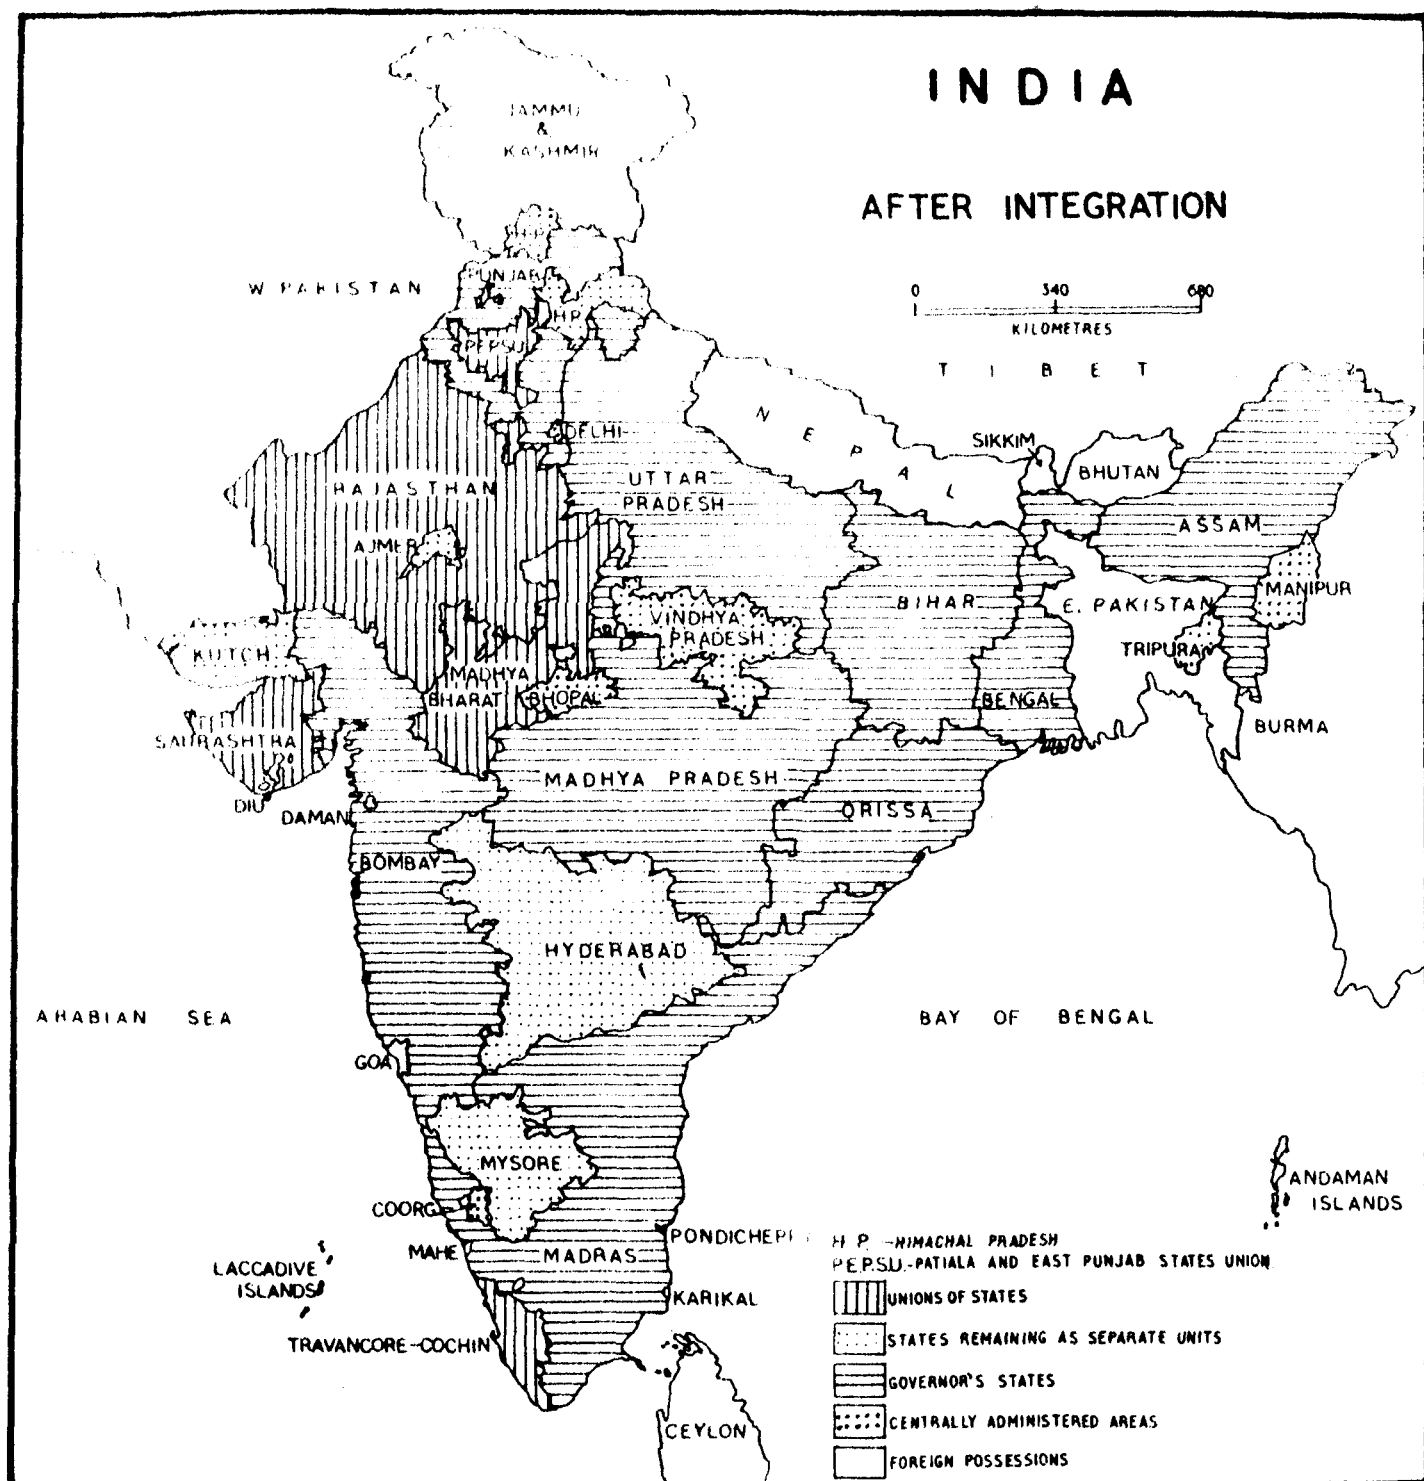 INDIA
AFTER INTEGRATION
0 340 680
KILOMETRES
JAMMU
&
KASHMIR
H.P.
PUNJAB
W. PAKISTAN
H.P.
PEPSU
TIBET
NEPAL
DELHI
SIKKIM
BHUTAN
RAJASTHAN
UTTAR
PRADESH
ASSAM
AJMER
MANIPUR
BIHAR
E. PAKISTAN
VINDHYA
PRADESH
KUTCH
TRIPURA
MADHYA
BHARAT
BHOPAL
BENGAL
BURMA
SAURASHTRA
MADHYA PRADESH
DIU
DAMAN
ORISSA
BOMBAY
HYDERABAD
ARABIAN SEA
BAY OF BENGAL
GOA
MYSORE
ANDAMAN
ISLANDS
COORG
MAHE
MADRAS
LACCADIVE
ISLANDS
KARIKAL
TRAVANCORE-COCHIN
CEYLON
H.P. -HIMACHAL PRADESH
P.E.P.S.U.-PATIALA AND EAST PUNJAB STATES UNION
UNIONS OF STATES
STATES REMAINING AS SEPARATE UNITS
GOVERNOR'S STATES
CENTRALLY ADMINISTERED AREAS
FOREIGN POSSESSIONS